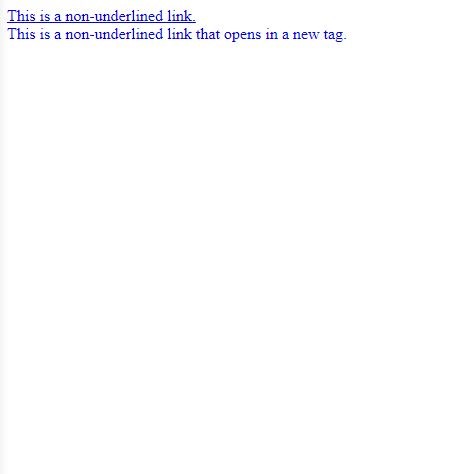 This is a non-underlined link.
This is a non-underlined link that opens in a new tag.